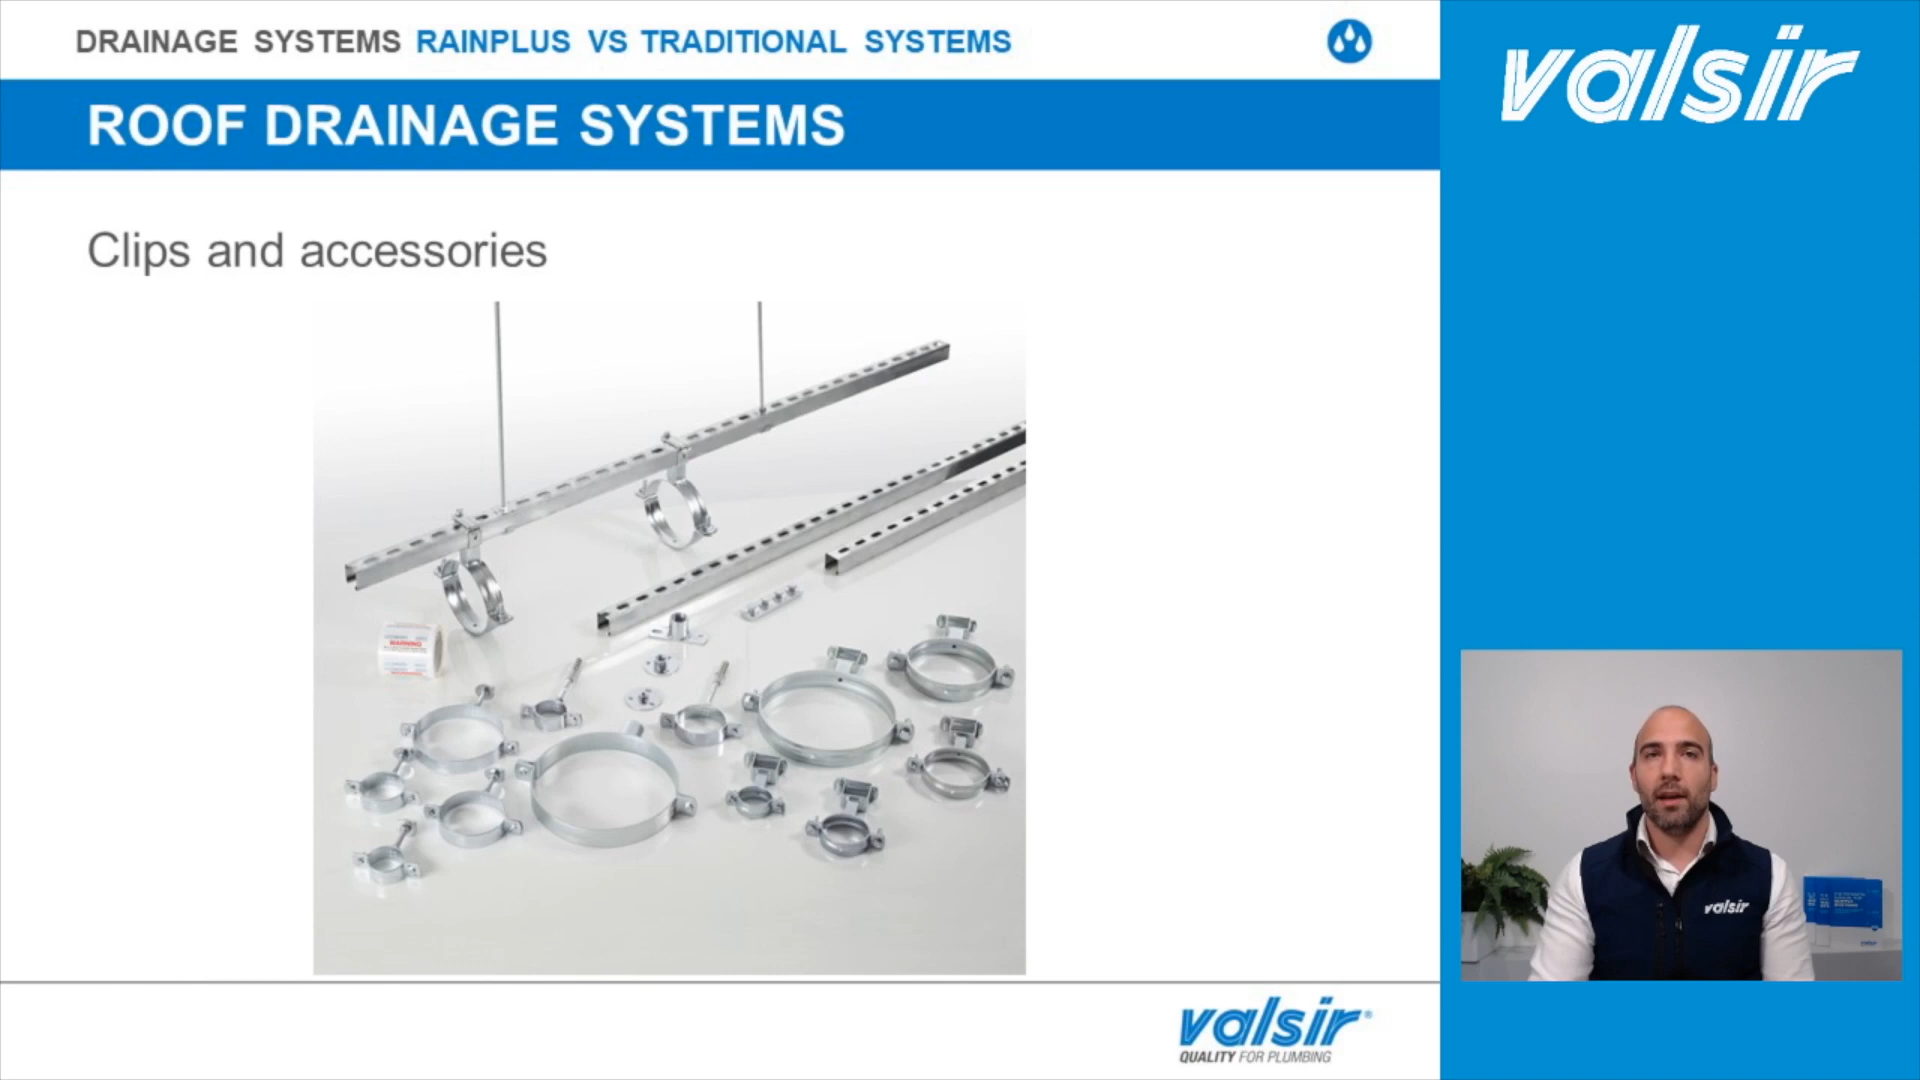 DRAINAGE SYSTEMS RAINPLUS VS TRADITIONAL SYSTEMS
valsir
ROOF DRAINAGE SYSTEMS
Clips and accessories
WARNING
valsir
valsir®
QUALITY FOR PLUMBING